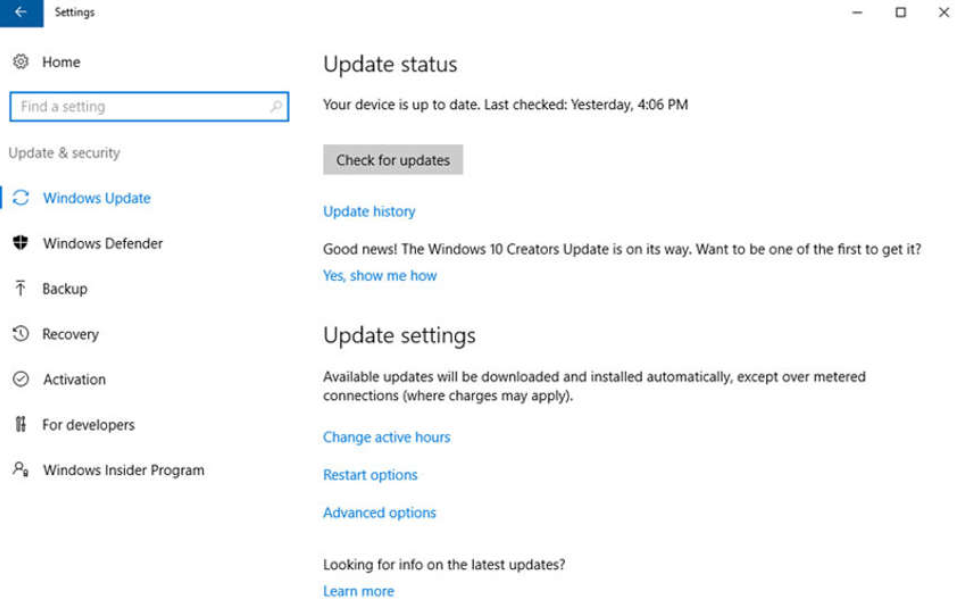 Settings
Home
Find a setting
Update & security
Windows Update
Windows Defender
Backup
Recovery
Activation
For developers
Windows Insider Program
Update status
Your device is up to date. Last checked: Yesterday, 4:06 PM
Check for updates
Update history
Good news! The Windows 10 Creators Update is on its way. Want to be one of the first to get it?
Yes, show me how
Update settings
Available updates will be downloaded and installed automatically, except over metered
connections (where charges may apply).
Change active hours
Restart options
Advanced options
Looking for info on the latest updates?
Learn more